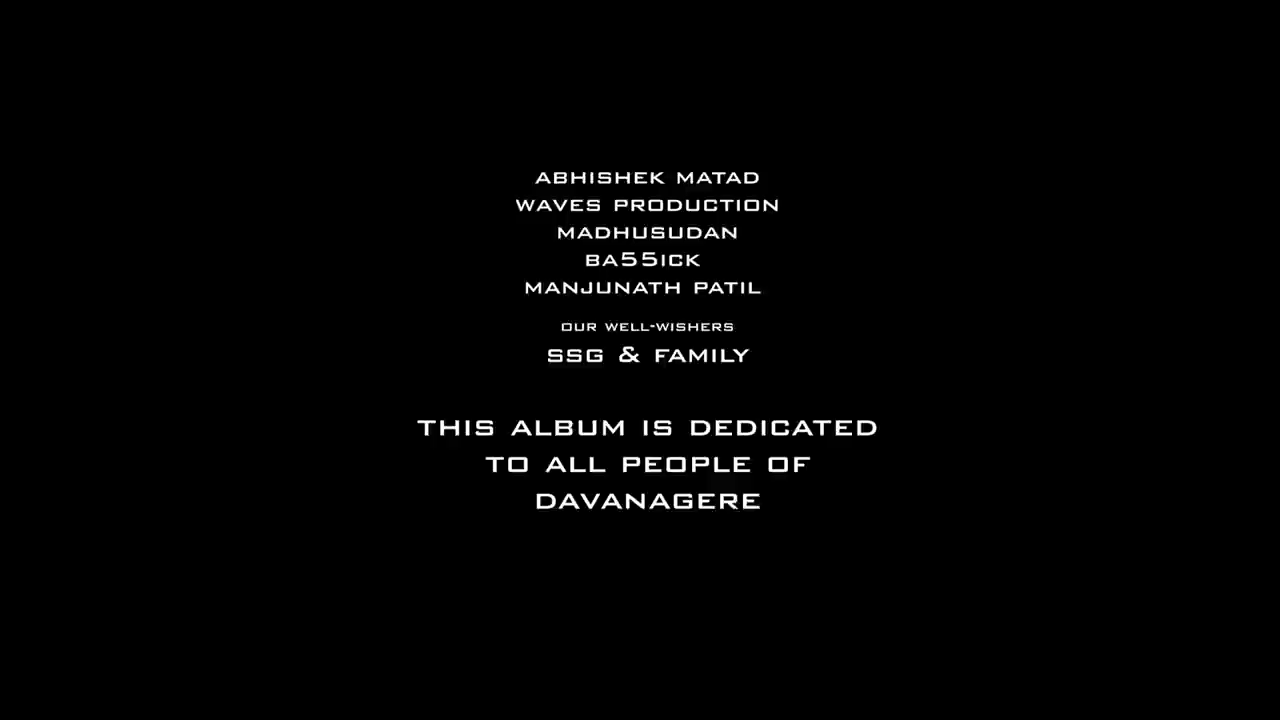 ABHISHEK MATAD
WAVES PRODUCTION
MADHUSUDAN
BA55ICK
MANJUNATH PATIL
OUR WELL-WISHERS
SSG & FAMILY
THIS ALBUM IS DEDICATED
TO ALL PEOPLE OF
DAVANAGERE